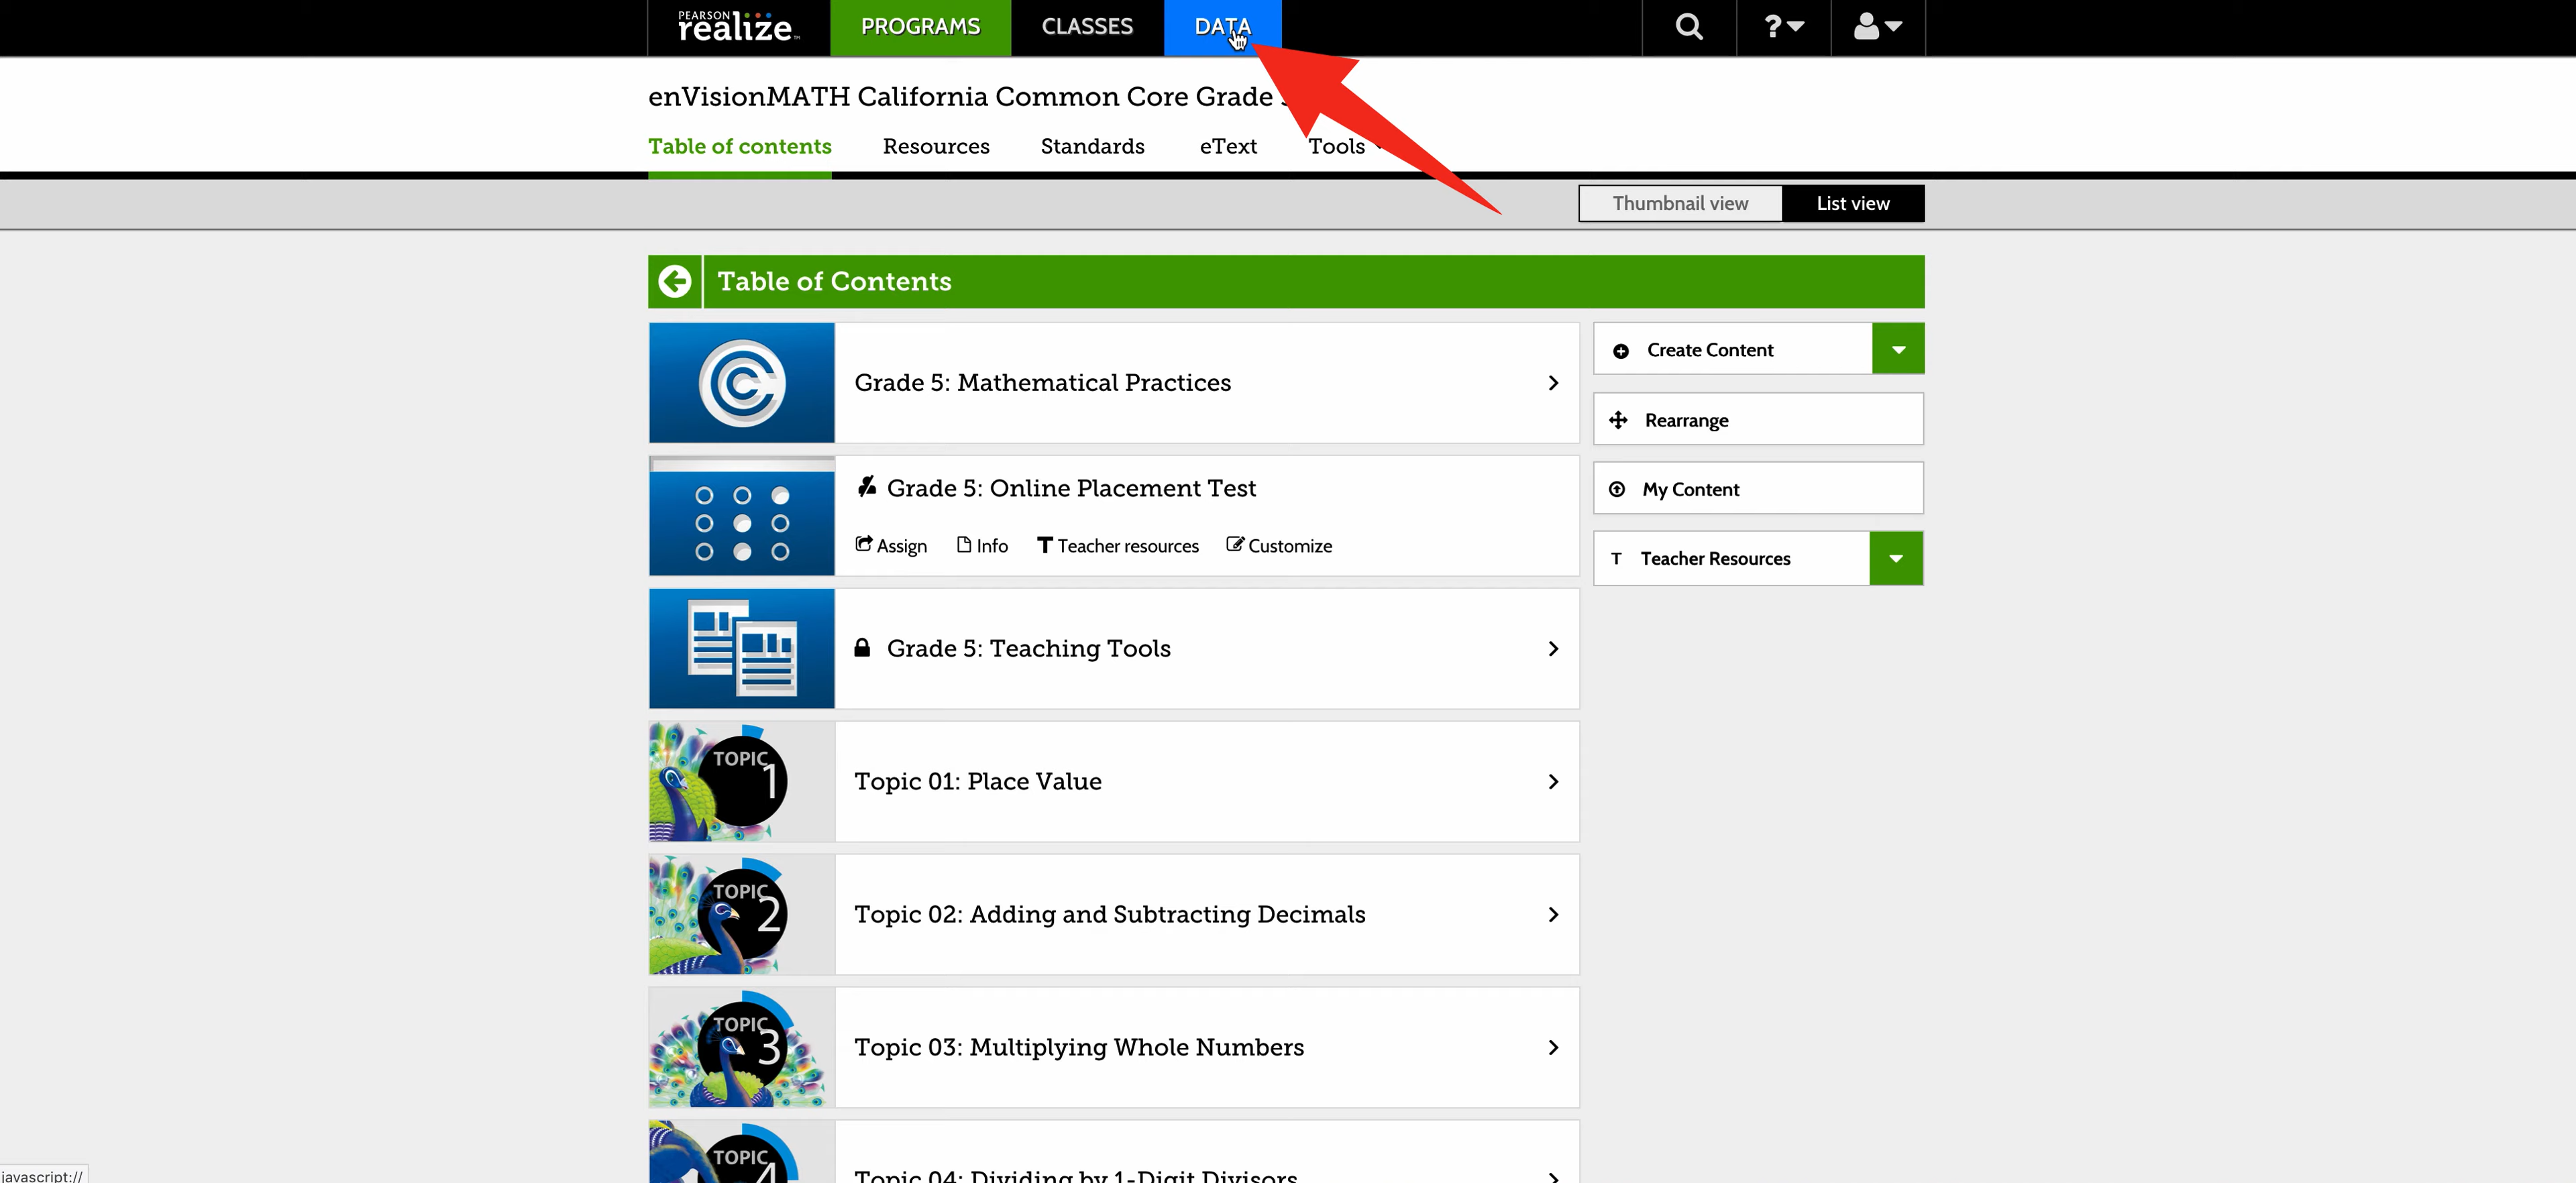 PEARSON
realize™
PROGRAMS
CLASSES
DATA
?
enVisionMATH California Common Core Grade
Table of contents
Resources
Standards
eText
Tools
Thumbnail view
List view
Table of Contents
Grade 5: Mathematical Practices
Create Content
Rearrange
Grade 5: Online Placement Test
My Content
Assign
Info
T Teacher resources
Customize
T Teacher Resources
Grade 5: Teaching Tools
TOPIC
1
Topic 01: Place Value
TOPIC
2
Topic 02: Adding and Subtracting Decimals
TOPIC
3
Topic 03: Multiplying Whole Numbers
TOPIC
4
Topic 04: Dividing by 1-Digit Divisors
javascript://